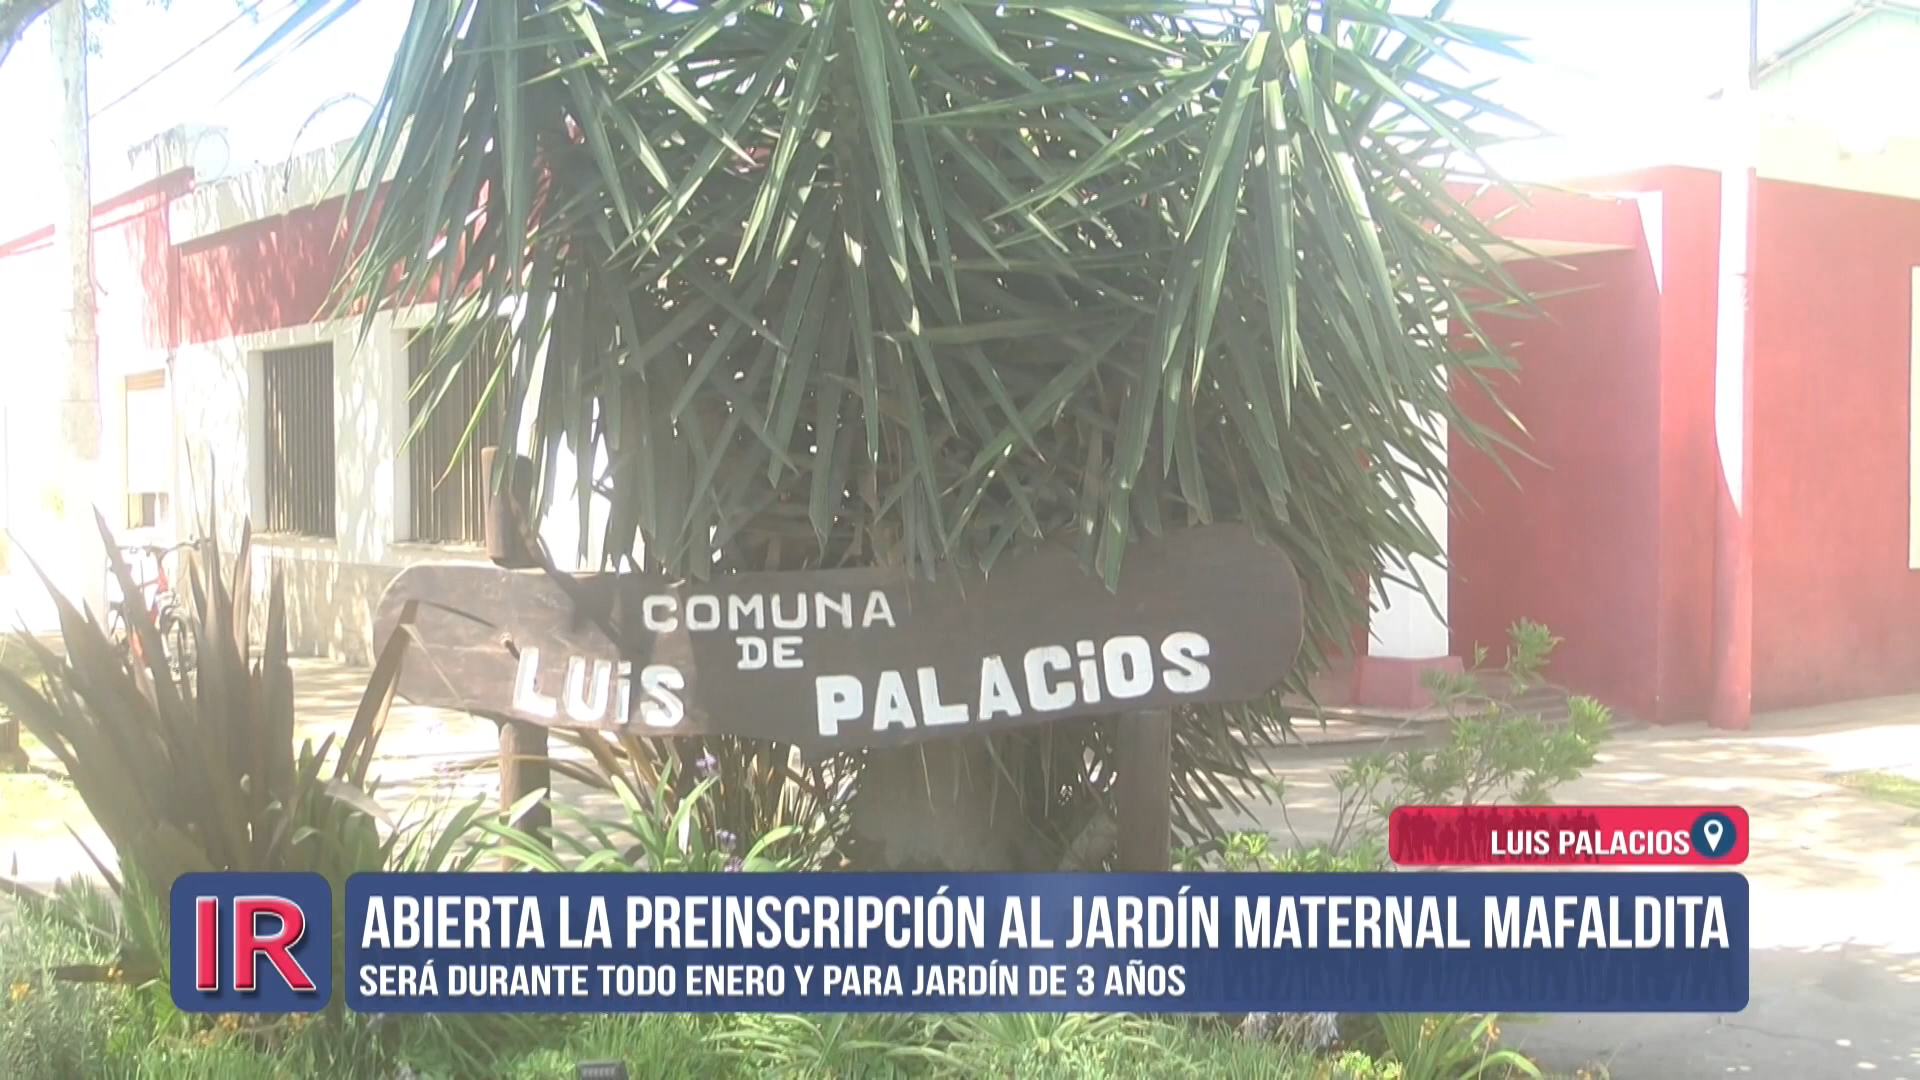 COMUNA
DE
LUiS PALACiOS
LUIS PALACIOS
IR
ABIERTA LA PREINSCRIPCIÓN AL JARDÍN MATERNAL MAFALDITA
SERÁ DURANTE TODO ENERO Y PARA JARDÍN DE 3 AÑOS